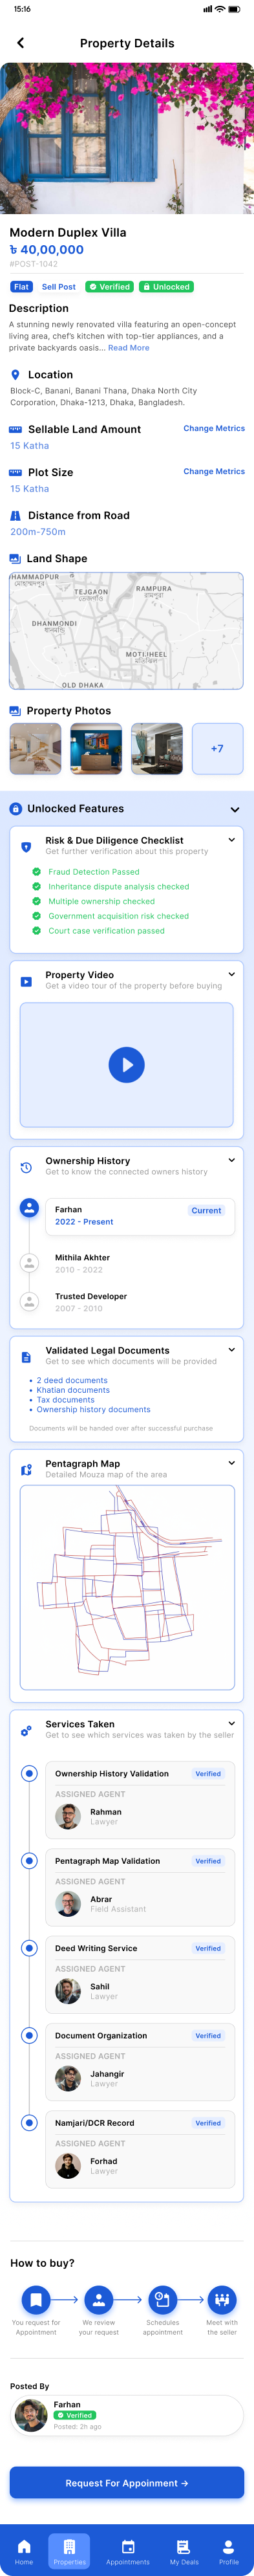 15:16
Property Details
Modern Duplex Villa
৳ 40,00,000
#POST-1042
Flat
Sell Post
Verified
Unlocked
Description
A stunning newly renovated villa featuring an open-concept
living area, chef's kitchen with top-tier appliances, and a
private backyards oasis... Read More
Location
Block-C, Banani, Banani Thana, Dhaka North City
Corporation, Dhaka-1213, Dhaka, Bangladesh.
Sellable Land Amount
Change Metrics
15 Katha
Plot Size
Change Metrics
15 Katha
Distance from Road
200m-750m
Land Shape
HAMMADPUR
TEJGAON
RAMPURA
DHANMONDI
MOTIJHEEL
OLD DHAKA
Property Photos
+7
Unlocked Features
Risk & Due Diligence Checklist
Get further verification about this property
Fraud Detection Passed
Inheritance dispute analysis checked
Multiple ownership checked
Government acquisition risk checked
Court case verification passed
Property Video
Get a video tour of the property before buying
Ownership History
Get to know the connected owners history
Farhan
Current
2022 - Present
Mithila Akhter
2010 - 2022
Trusted Developer
2007 - 2010
Validated Legal Documents
Get to see which documents will be provided
• 2 deed documents
• Khatian documents
• Tax documents
• Ownership history documents
Documents will be handed over after successful purchase
Pentagraph Map
Detailed Mouza map of the area
Services Taken
Get to see which services was taken by the seller
Ownership History Validation
Verified
ASSIGNED AGENT
Rahman
Lawyer
Pentagraph Map Validation
Verified
ASSIGNED AGENT
Abrar
Field Assistant
Deed Writing Service
Verified
ASSIGNED AGENT
Sahil
Lawyer
Document Organization
Verified
ASSIGNED AGENT
Jahangir
Lawyer
Namjari/DCR Record
Verified
ASSIGNED AGENT
Forhad
Lawyer
How to buy?
You request for
Appointment
We review
your request
Schedules
appointment
Meet with
the seller
Posted By
Farhan
Verified
Posted: 2h ago
Request For Appoinment →
Home
Properties
Appointments
My Deals
Profile